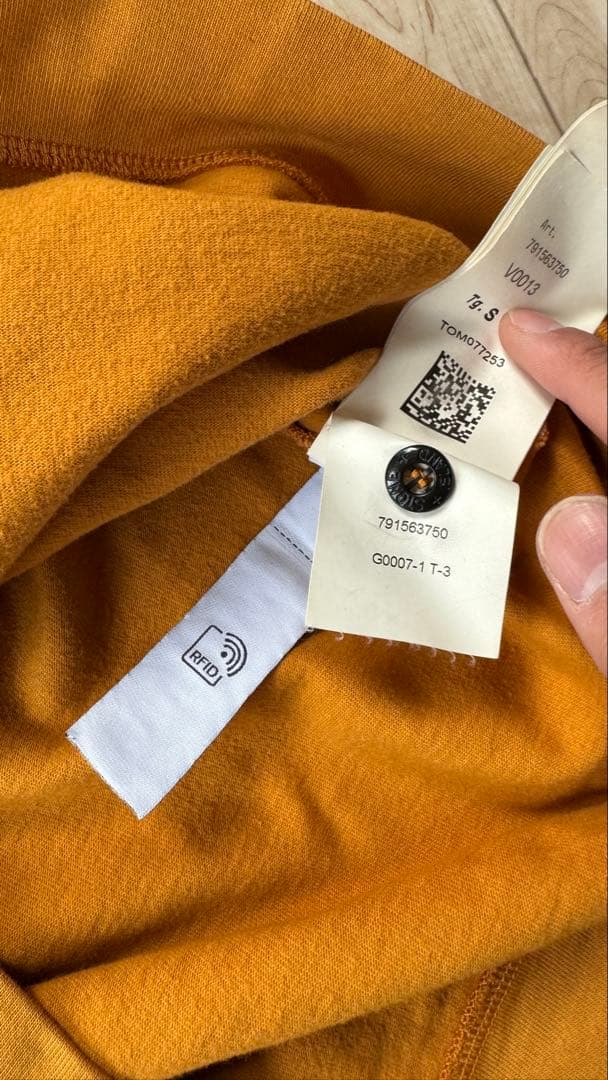 Art.
791563750
V0013
Tg. S
TOM077253
791563750
G0007-1 T-3
RFID